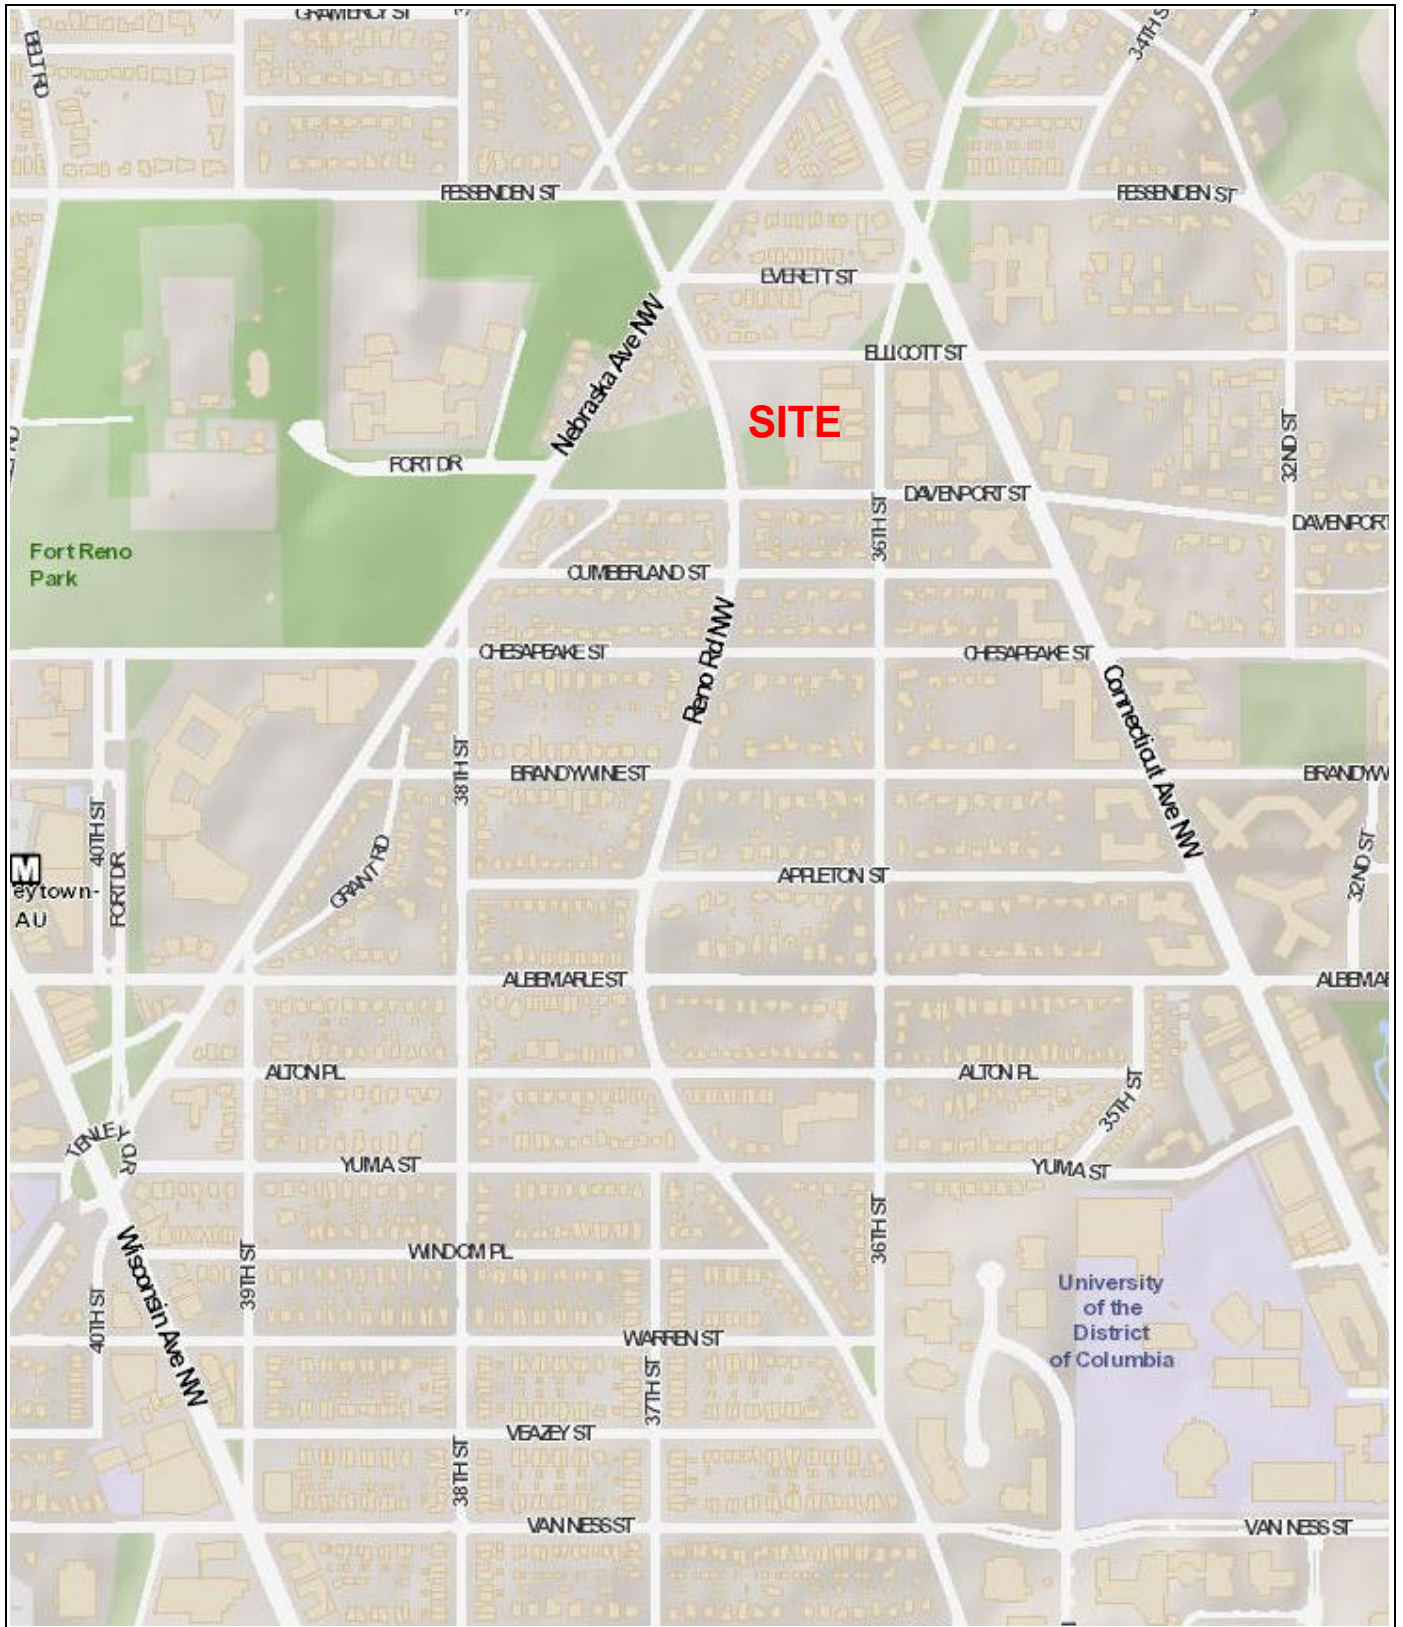 GRAMENCY ST
BELT RD
34TH S
FESSENDEN ST
FESSENDEN ST
EVERETT ST
Nebraska Ave NW
ELLICOTT ST
SITE
32ND ST
FORT DR
DAVENPORT ST
DAVENPORT
36TH ST
Fort Reno
Park
CUMBERLAND ST
Reno Rd NW
CHESAPEAKE ST
CHESAPEAKE ST
Connecticut Ave NW
38TH ST
BRANDYWINE ST
BRANDYW
40TH ST
FORT DR
GRANT RD
M
eytown-
AU
APPLETON ST
32ND ST
ALBEMARLE ST
ALBEMAR
ALTON PL
ALTON PL
35TH ST
TENLEY CIR
YUMA ST
YUMA ST
36TH ST
Wisconsin Ave NW
39TH ST
WINDOM PL
40TH ST
University
of the
District
of Columbia
WARREN ST
37TH ST
VEAZEY ST
38TH ST
VAN NESS ST
VAN NESS ST